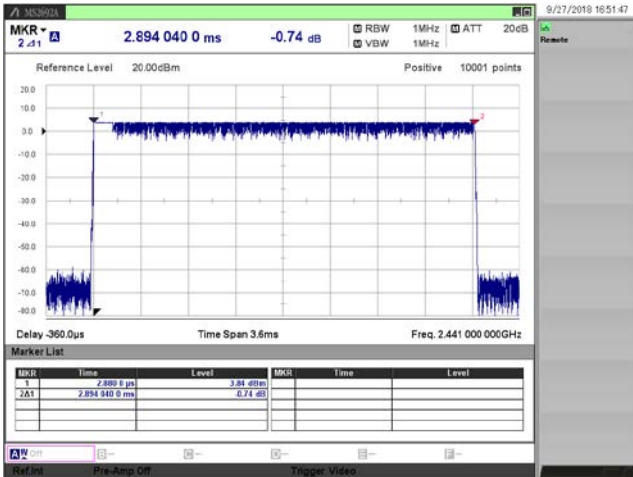 MS2692A
9/27/2018 16:51:47
MKR 2Δ1 A 2.894 040 0 ms -0.74 dB RBW 1MHz ATT 20dB
VBW 1MHz
Remote
Reference Level 20.00dBm Positive 10001 points
20.0
10.0
0.0
-10.0
-20.0
-30.0
-40.0
-50.0
-60.0
-70.0
-80.0
1
2
Delay -360.0µs Time Span 3.6ms Freq. 2.441 000 000GHz
Marker List
MKR Time Level MKR Time Level
1 2.880 0 µs 3.84 dBm
2Δ1 2.894 040 0 ms -0.74 dB
A Off
Ref.Int Pre-Amp Off Trigger Video